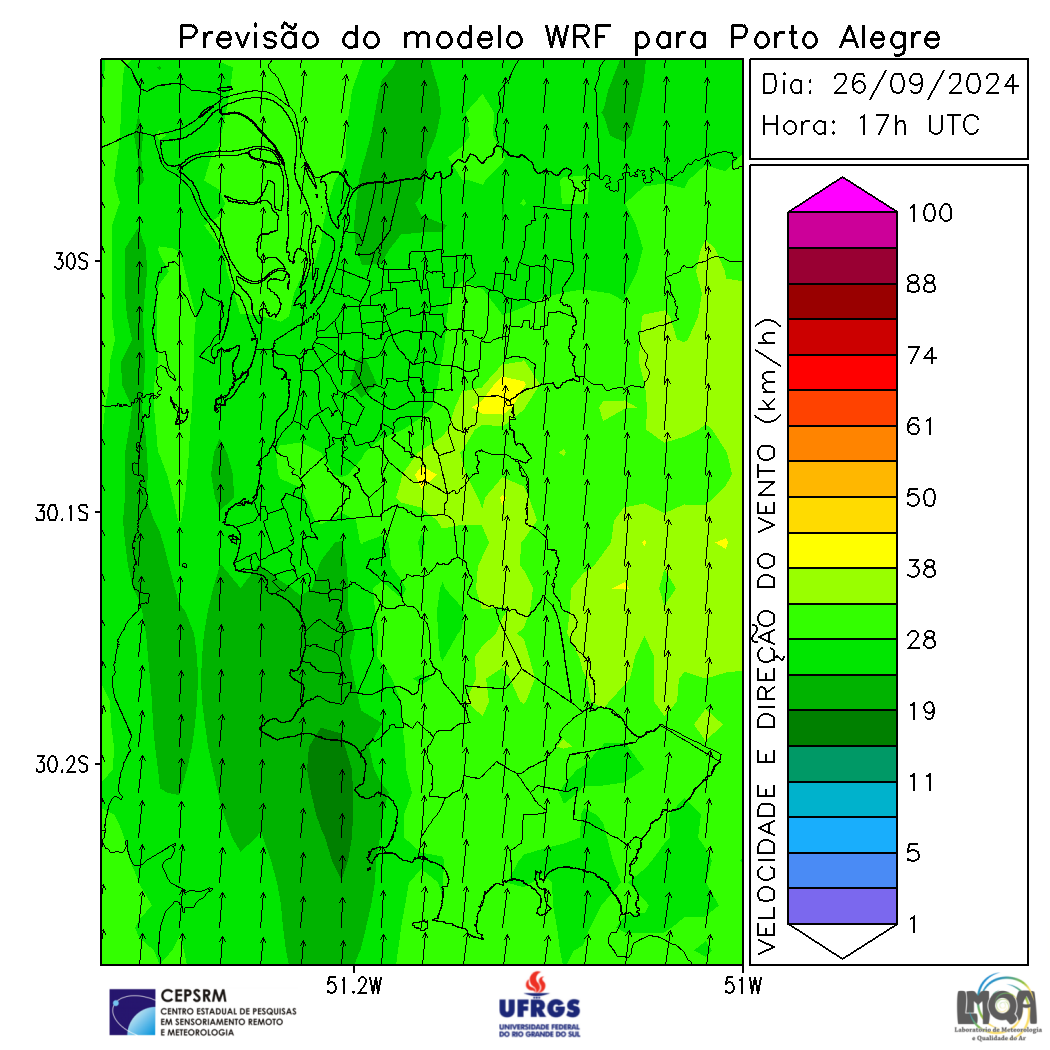 Previsão do modelo WRF para Porto Alegre
Dia: 26/09/2024
Hora: 17h UTC
30S
30.1S
30.2S
51.2W
51W
VELOCIDADE E DIREÇÃO DO VENTO (km/h)
100
88
74
61
50
38
28
19
11
5
1
CEPSRM
CENTRO ESTADUAL DE PESQUISAS
EM SENSORIAMENTO REMOTO
E METEOROLOGIA
UFRGS
UNIVERSIDADE FEDERAL
DO RIO GRANDE DO SUL
LMQA
Laboratório de Meteorologia
e Qualidade do Ar